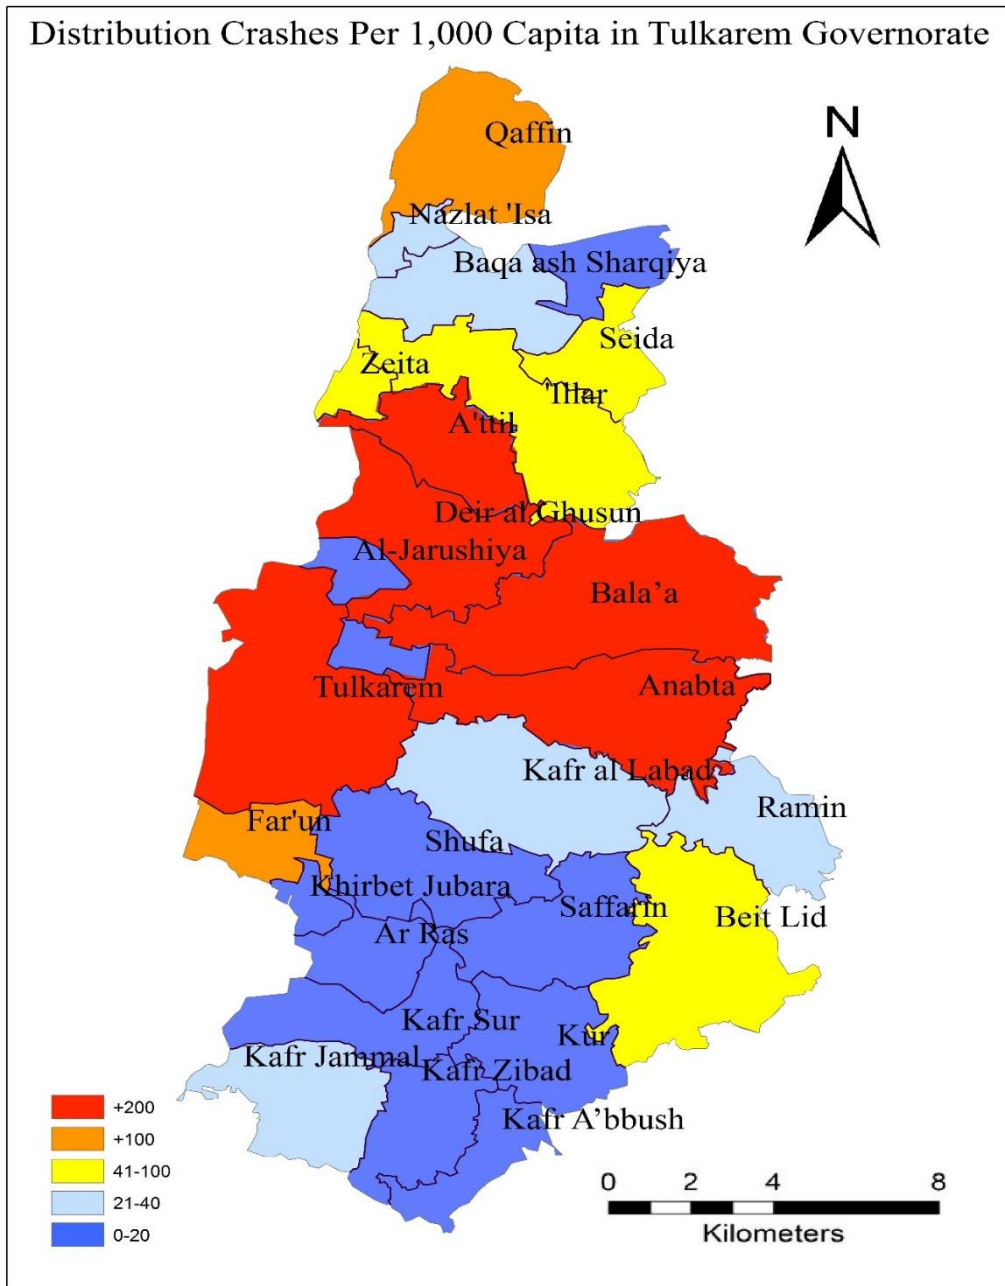 Distribution Crashes Per 1,000 Capita in Tulkarem Governorate
N
Qaffin
Nazlat 'Isa
Baqa ash Sharqiya
Seida
Zeita
'Illar
A'ttil
Deir al Ghusun
Al-Jarushiya
Bala’a
Tulkarem
Anabta
Kafr al Labad
Ramin
Far'un
Shufa
Khirbet Jubara
Saffarin
Beit Lid
Ar Ras
Kafr Sur
Kur
Kafr Jammal
Kafr Zibad
Kafr A’bbush
+200
+100
41-100
21-40
0-20
0 2 4 8
Kilometers